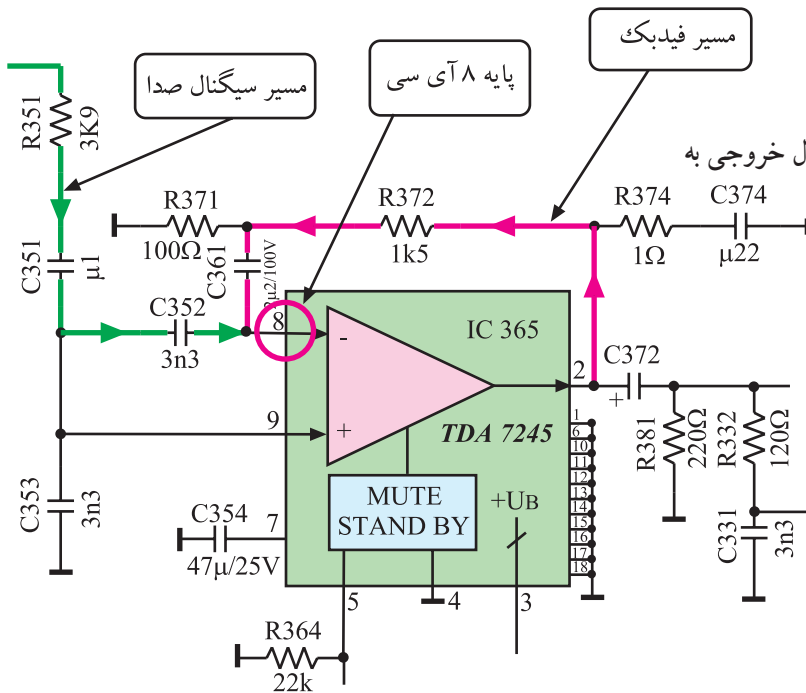 مسیر فیدبک
پایه ۸ آی سی
مسیر سیگنال صدا
ل خروجی به
R351
3K9
R371
100Ω
R372
1k5
R374
1Ω
C374
μ22
C351
μ1
C361
2μ2/100V
C352
3n3
8
-
IC 365
2
C372
+
9
+
TDA 7245
1
6
10
11
12
13
14
15
16
17
18
R381
220Ω
R332
120Ω
C353
3n3
C354
47μ/25V
7
MUTE
STAND BY
+UB
C331
3n3
5
4
3
R364
22k